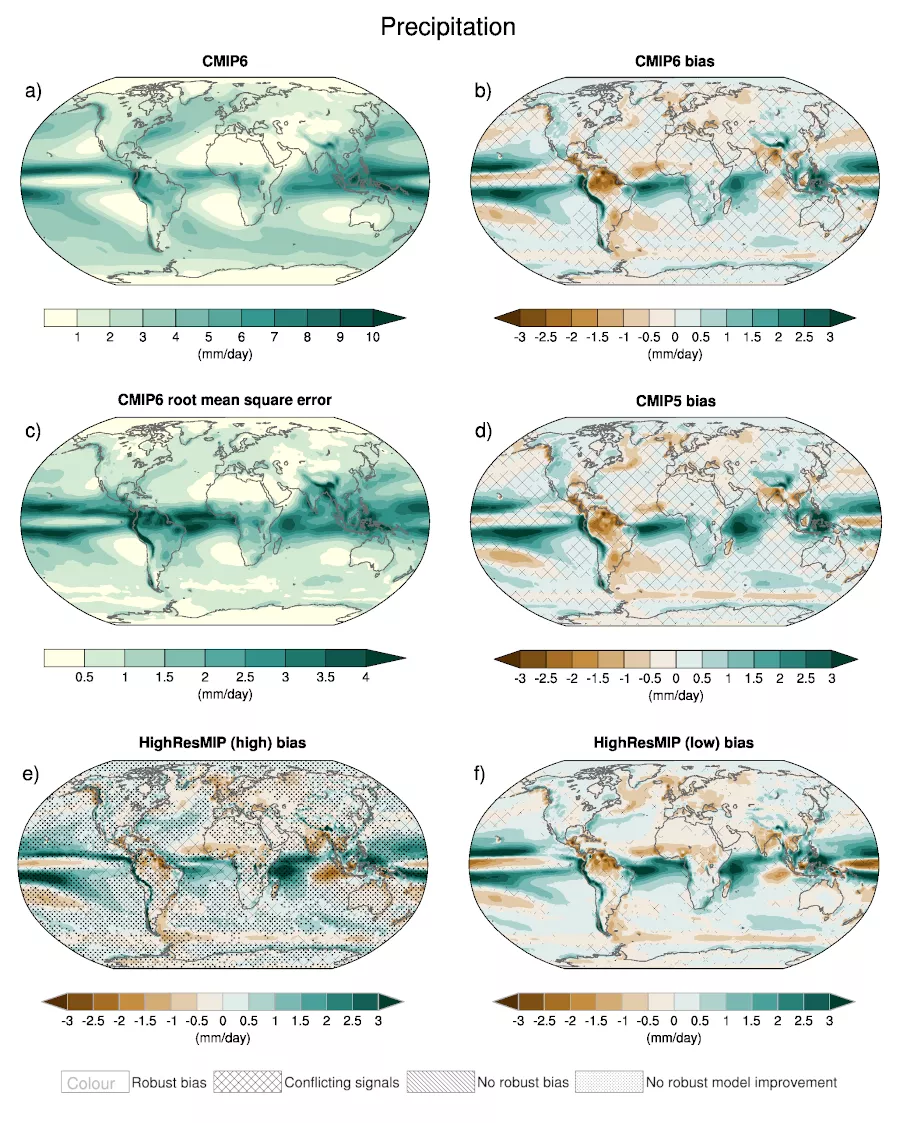 Precipitation
CMIP6
CMIP6 bias
a)
b)
1 2 3 4 5 6 7 8 9 10
(mm/day)
-3 -2.5 -2 -1.5 -1 -0.5 0 0.5 1 1.5 2 2.5 3
(mm/day)
CMIP6 root mean square error
CMIP5 bias
c)
d)
0.5 1 1.5 2 2.5 3 3.5 4
(mm/day)
-3 -2.5 -2 -1.5 -1 -0.5 0 0.5 1 1.5 2 2.5 3
(mm/day)
HighResMIP (high) bias
HighResMIP (low) bias
e)
f)
-3 -2.5 -2 -1.5 -1 -0.5 0 0.5 1 1.5 2 2.5 3
(mm/day)
-3 -2.5 -2 -1.5 -1 -0.5 0 0.5 1 1.5 2 2.5 3
(mm/day)
Colour Robust bias Conflicting signals No robust bias No robust model improvement